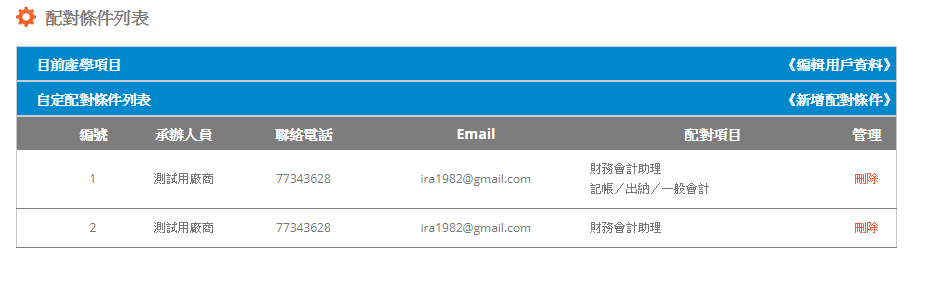 配對條件列表
目前產學項目 《編輯用戶資料》
自定配對條件列表 《新增配對條件》
編號 承辦人員 聯絡電話 Email 配對項目 管理
1 測試用廠商 77343628 ira1982@gmail.com 財務會計助理 刪除
記帳／出納／一般會計
2 測試用廠商 77343628 ira1982@gmail.com 財務會計助理 刪除